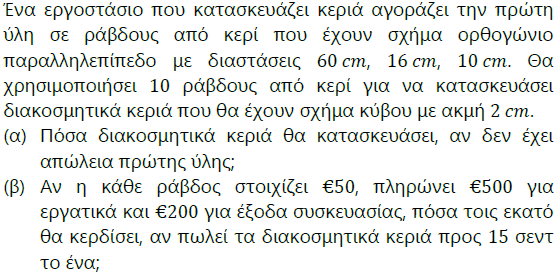 Ένα εργοστάσιο που κατασκευάζει κεριά αγοράζει την πρώτη
ύλη σε ράβδους από κερί που έχουν σχήμα ορθογώνιο
παραλληλεπίπεδο με διαστάσεις 60 cm, 16 cm, 10 cm. Θα
χρησιμοποιήσει 10 ράβδους από κερί για να κατασκευάσει
διακοσμητικά κεριά που θα έχουν σχήμα κύβου με ακμή 2 cm.
(α) Πόσα διακοσμητικά κεριά θα κατασκευάσει, αν δεν έχει
απώλεια πρώτης ύλης;
(β) Αν η κάθε ράβδος στοιχίζει €50, πληρώνει €500 για
εργατικά και €200 για έξοδα συσκευασίας, πόσα τοις εκατό
θα κερδίσει, αν πωλεί τα διακοσμητικά κεριά προς 15 σεντ
το ένα;